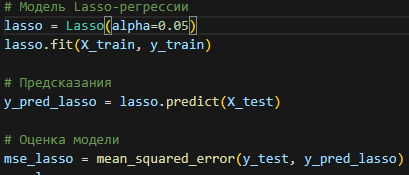 # Модель Lasso-регрессии
lasso = Lasso(alpha=0.05)
lasso.fit(X_train, y_train)
# Предсказания
y_pred_lasso = lasso.predict(X_test)
# Оценка модели
mse_lasso = mean_squared_error(y_test, y_pred_lasso)